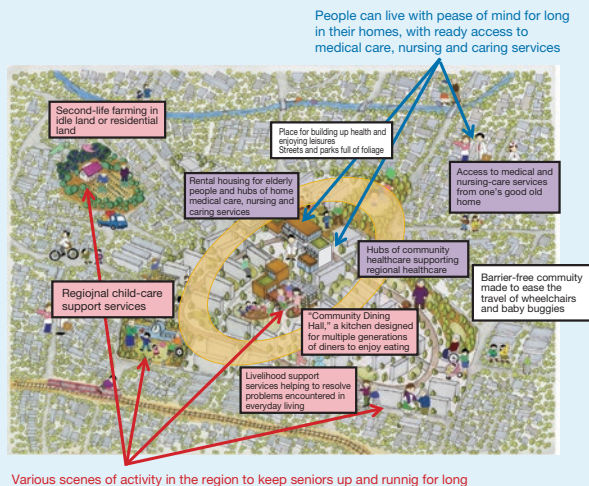 People can live with pease of mind for long
in their homes, with ready access to
medical care, nursing and caring services
Second-life farming in
idle land or residential
land
Place for building up health and
enjoying leisures
Streets and parks full of foliage
Rental housing for elderly
people and hubs of home
medical care, nursing and
caring services
Access to medical and
nursing-care services
from one's good old
home
Hubs of community
healthcare supporting
regional healthcare
Barrier-free commuity
made to ease the
travel of wheelchairs
and baby buggies
Regiojnal child-care
support services
“Community Dining
Hall,” a kitchen designed
for multiple generations
of diners to enjoy eating
Livelihood support
services helping to resolve
problems encountered in
everyday living
Various scenes of activity in the region to keep seniors up and runnig for long